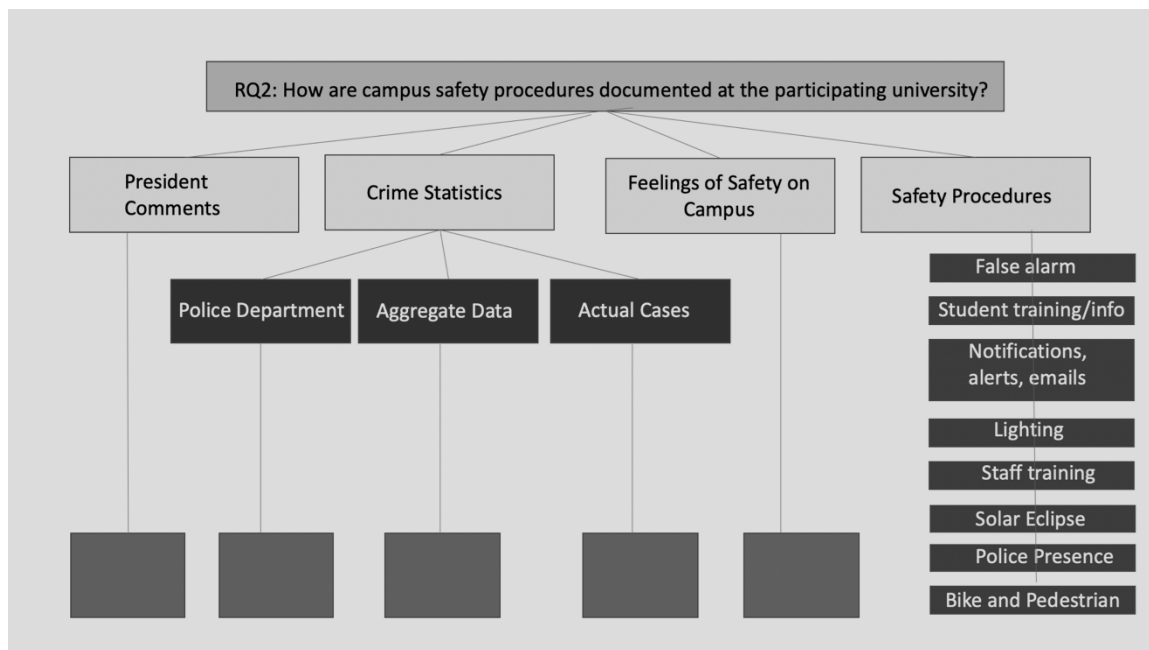 RQ2: How are campus safety procedures documented at the participating university?
President
Comments
Crime Statistics
Feelings of Safety on
Campus
Safety Procedures
Police Department
Aggregate Data
Actual Cases
False alarm
Student training/info
Notifications,
alerts, emails
Lighting
Staff training
Solar Eclipse
Police Presence
Bike and Pedestrian